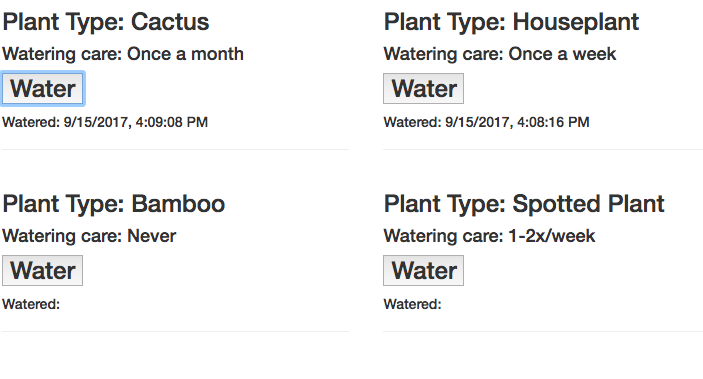 Plant Type: Cactus
Watering care: Once a month
Water
Watered: 9/15/2017, 4:09:08 PM
Plant Type: Houseplant
Watering care: Once a week
Water
Watered: 9/15/2017, 4:08:16 PM
Plant Type: Bamboo
Watering care: Never
Water
Watered:
Plant Type: Spotted Plant
Watering care: 1-2x/week
Water
Watered: